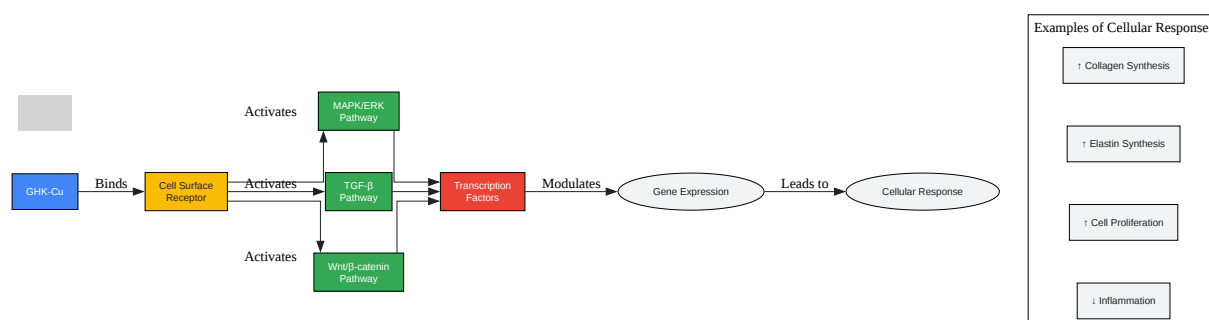 GHK-Cu
Binds
Cell Surface
Receptor
Activates
MAPK/ERK
Pathway
Activates
TGF-β
Pathway
Activates
Wnt/β-catenin
Pathway
Transcription
Factors
Modulates
Gene Expression
Leads to
Cellular Response
Examples of Cellular Response
↑ Collagen Synthesis
↑ Elastin Synthesis
↑ Cell Proliferation
↓ Inflammation